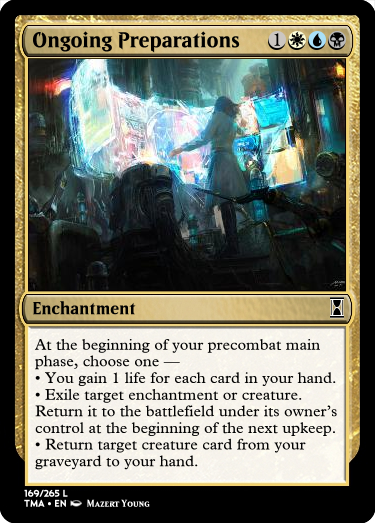 Ongoing Preparations 1
Enchantment
At the beginning of your precombat main
phase, choose one —
• You gain 1 life for each card in your hand.
• Exile target enchantment or creature.
Return it to the battlefield under its owner's
control at the beginning of the next upkeep.
• Return target creature card from your
graveyard to your hand.
169/265 L
TMA • EN Mazert Young